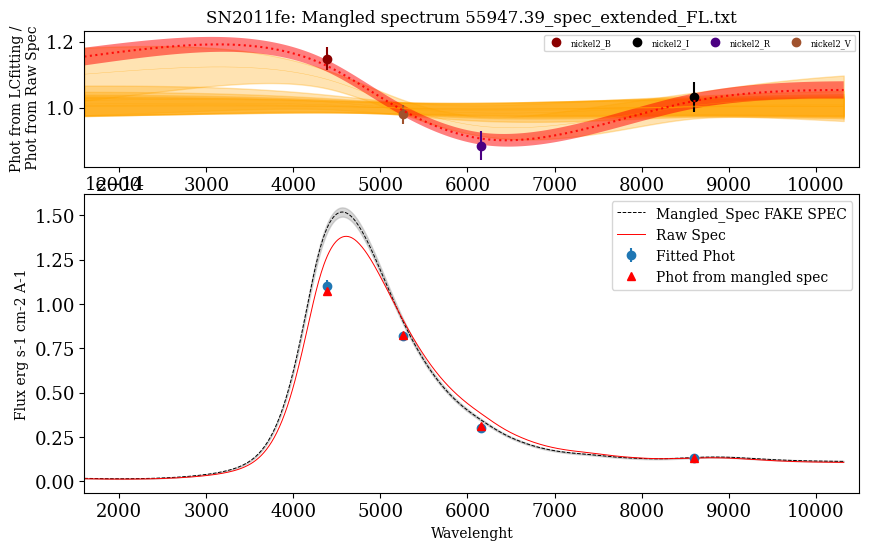 SN2011fe: Mangled spectrum 55947.39_spec_extended_FL.txt
Phot from LCfitting /
Phot from Raw Spec
1.2
1.0
nickel2_B nickel2_I nickel2_R nickel2_V
2000 3000 4000 5000 6000 7000 8000 9000 10000
1e−14
Flux erg s-1 cm-2 A-1
1.50
1.25
1.00
0.75
0.50
0.25
0.00
Mangled_Spec FAKE SPEC
Raw Spec
Fitted Phot
Phot from mangled spec
2000 3000 4000 5000 6000 7000 8000 9000 10000
Wavelenght